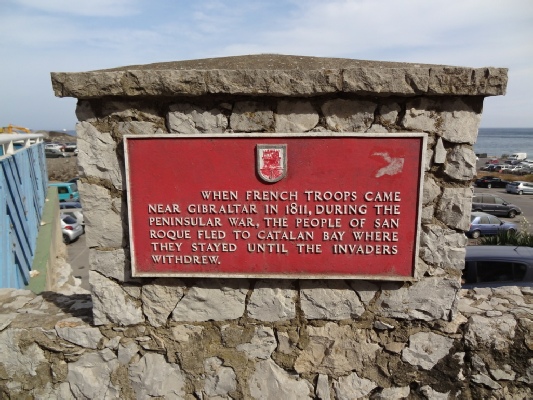 WHEN FRENCH TROOPS CAME
NEAR GIBRALTAR IN 1811, DURING THE
PENINSULAR WAR, THE PEOPLE OF SAN
ROQUE FLED TO CATALAN BAY WHERE
THEY STAYED UNTIL THE INVADERS
WITHDREW.